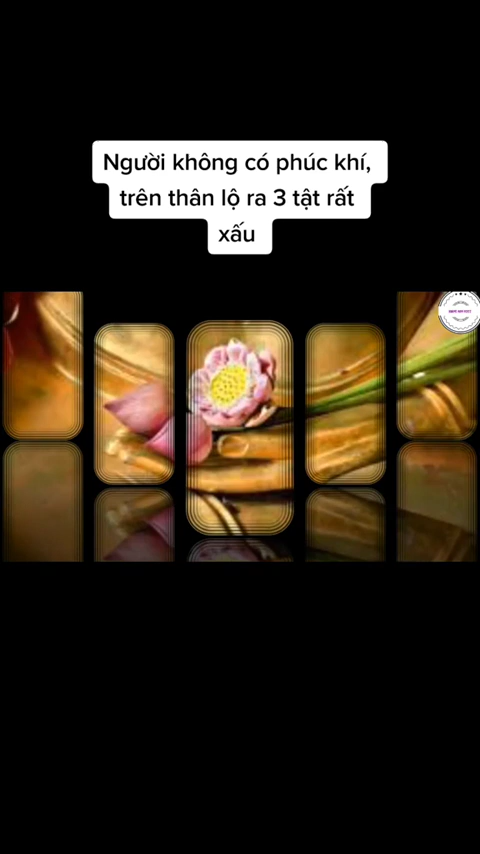 Người không có phúc khí,
trên thân lộ ra 3 tật rất
xấu